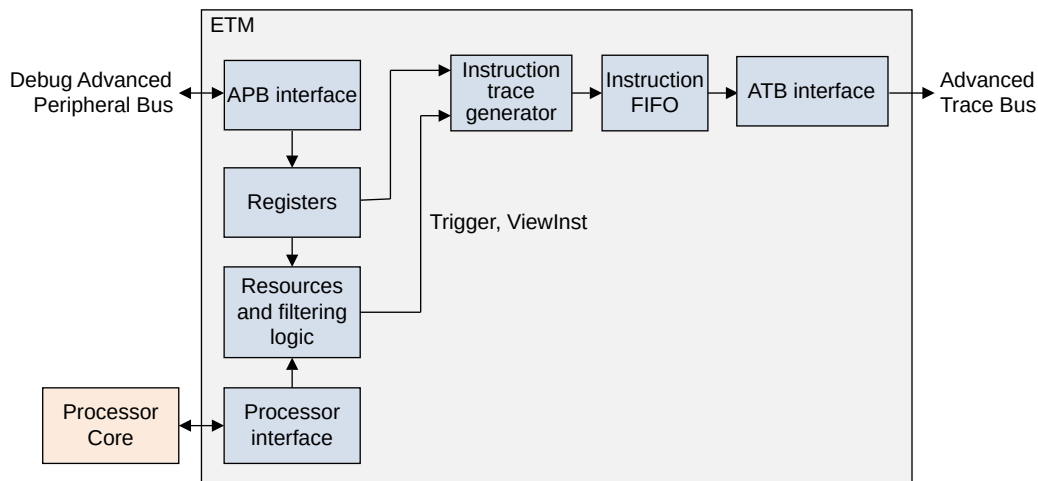 ETM
Debug Advanced
Peripheral Bus
APB interface
Instruction
trace
generator
Instruction
FIFO
ATB interface
Advanced
Trace Bus
Registers
Trigger, ViewInst
Resources
and filtering
logic
Processor
Core
Processor
interface